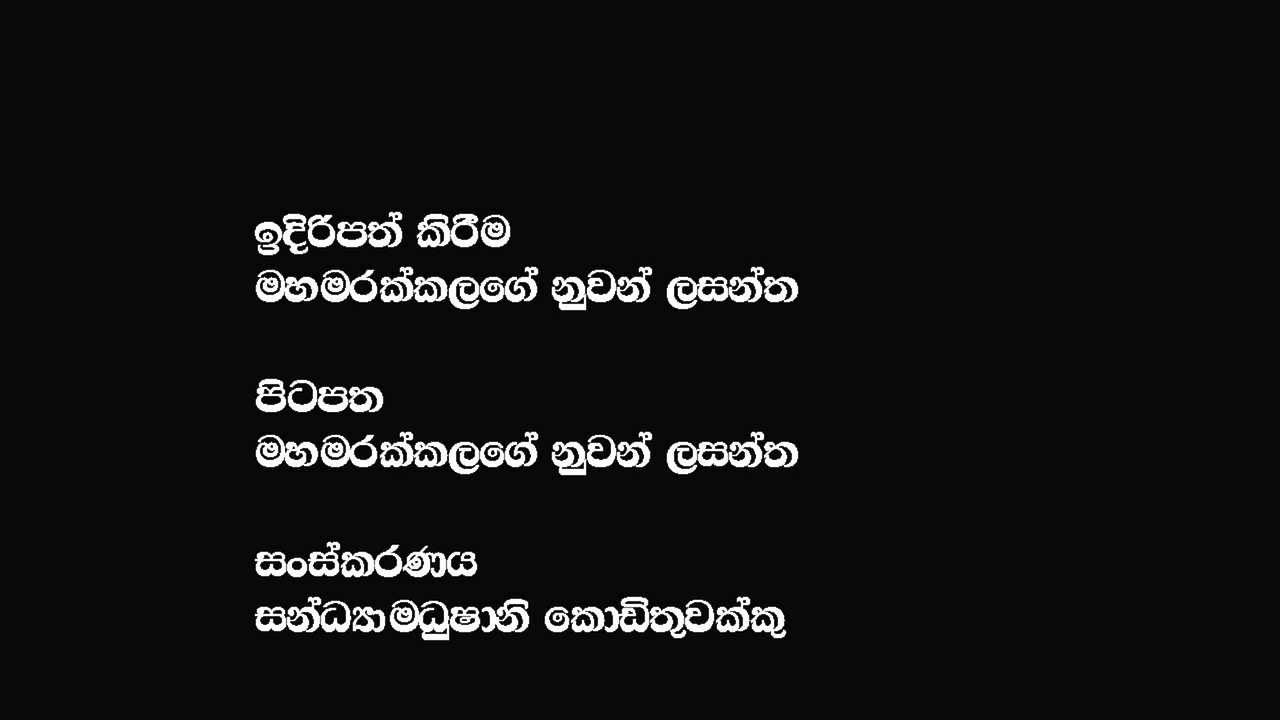 ඉදිරිපත් කිරීම
මහමරක්කලගේ නුවන් ලසන්ත
පිටපත
මහමරක්කලගේ නුවන් ලසන්ත
සංස්කරණය
සන්ධ්‍යාමධුෂානි කොඩිතුවක්කු